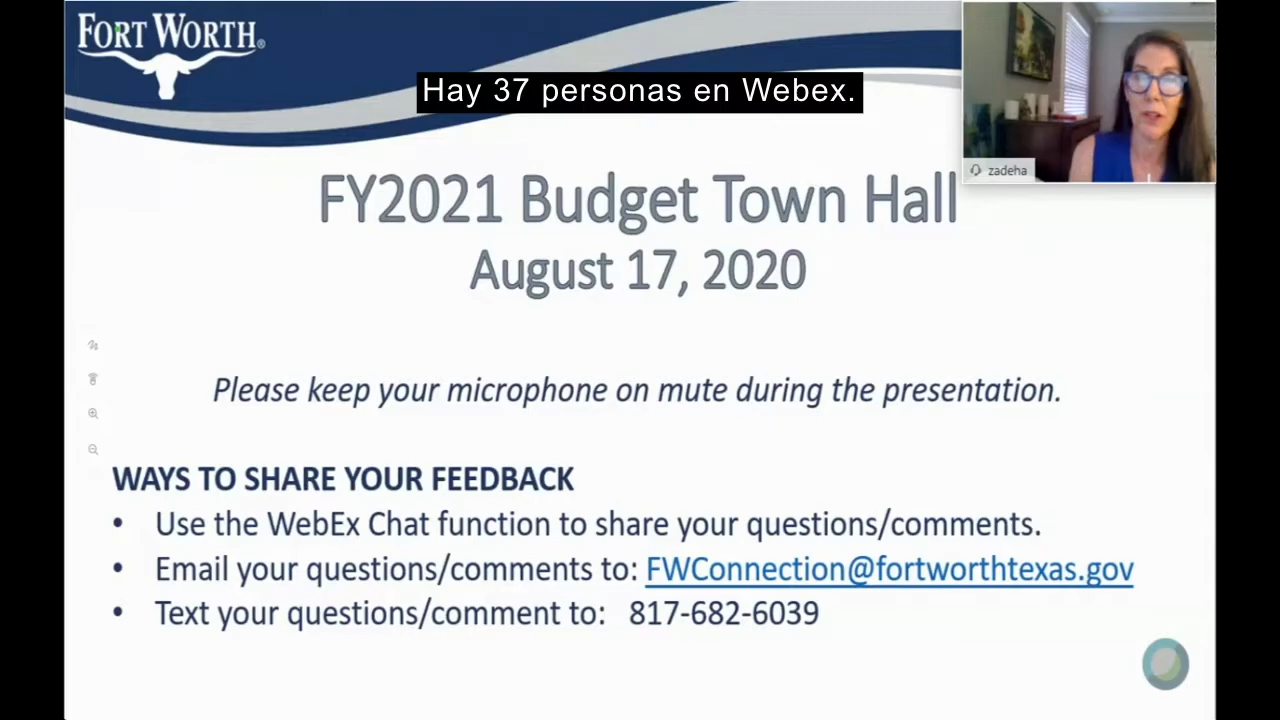 FORT WORTH®
Hay 37 personas en Webex.
zadeha
FY2021 Budget Town Hall
August 17, 2020
Please keep your microphone on mute during the presentation.
WAYS TO SHARE YOUR FEEDBACK
• Use the WebEx Chat function to share your questions/comments.
• Email your questions/comments to: FWConnection@fortworthtexas.gov
• Text your questions/comment to: 817-682-6039